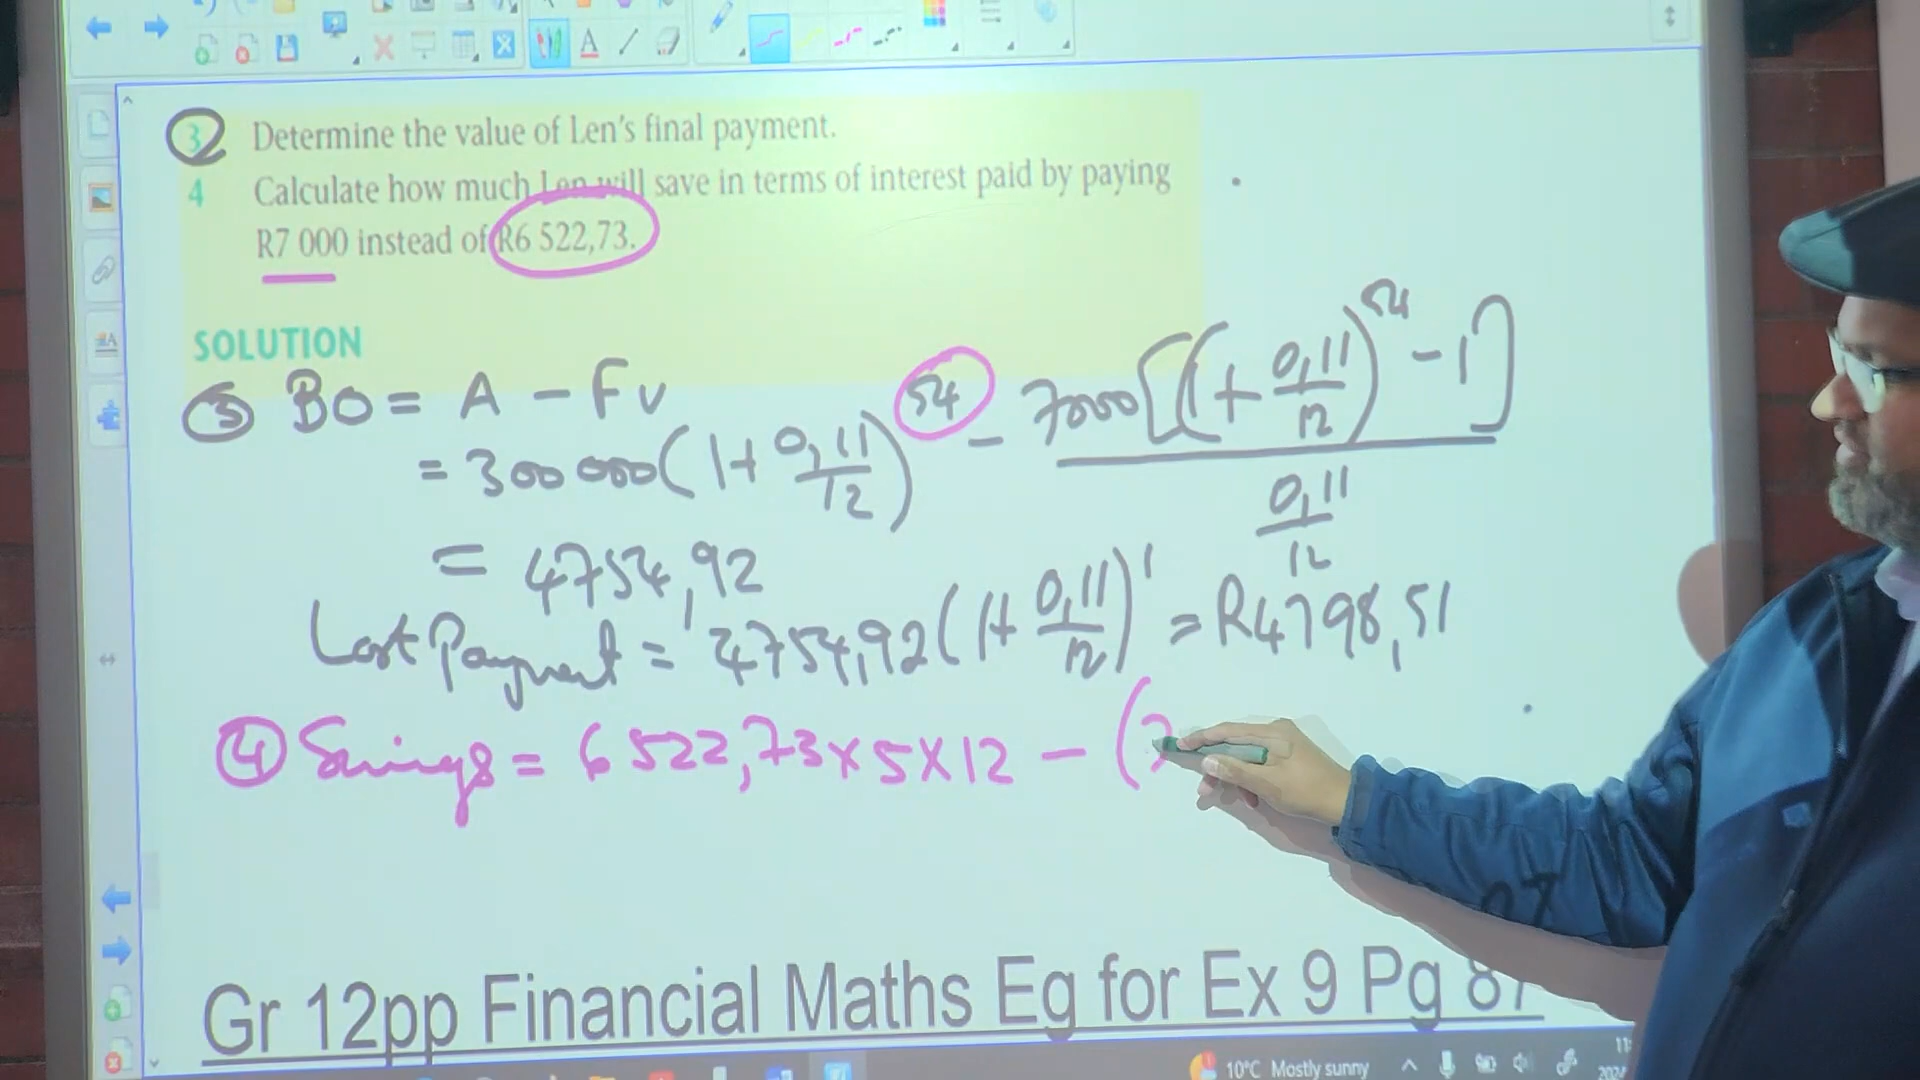 3 Determine the value of Len's final payment.
4 Calculate how much Len will save in terms of interest paid by paying
R7 000 instead of R6 522,73.
SOLUTION
③ BO = A − Fv
= 300 000(1+0,11/12)^54 − 7000[(1+0,11/12)^54 −1] / 0,11/12
= 4754,92
Last Payment = 4754,92(1+0,11/12)^1 = R4798,51
④ Savings = 6 522,73 x 5 x 12 − (7
Gr 12pp Financial Maths Eg for Ex 9 Pg 87
10°C Mostly sunny